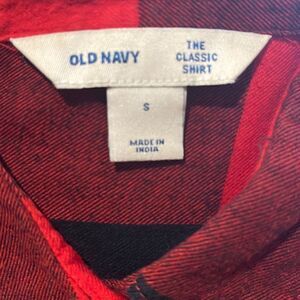 OLD NAVY
THE
CLASSIC
SHIRT
S
MADE IN
INDIA